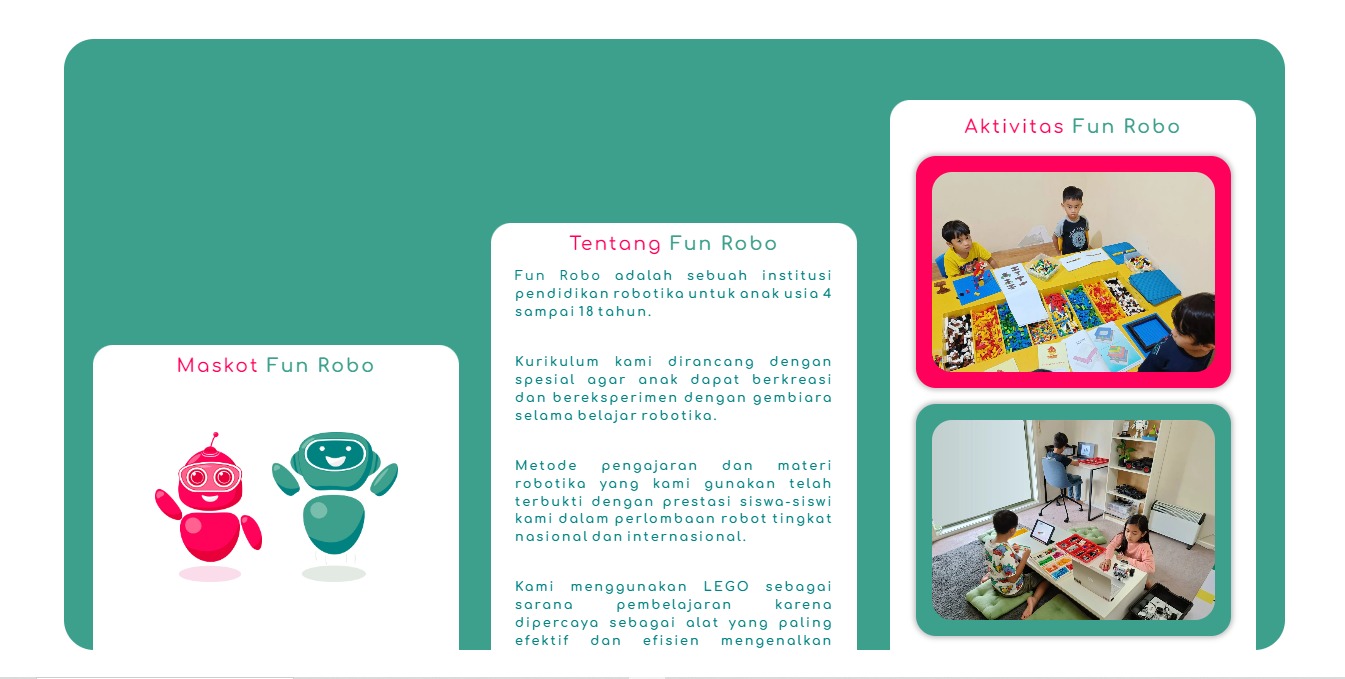 Maskot Fun Robo
Tentang Fun Robo
Fun Robo adalah sebuah institusi
pendidikan robotika untuk anak usia 4
sampai 18 tahun.
Kurikulum kami dirancang dengan
spesial agar anak dapat berkreasi
dan bereksperimen dengan gembira
selama belajar robotika.
Metode pengajaran dan materi
robotika yang kami gunakan telah
terbukti dengan prestasi siswa-siswi
kami dalam perlombaan robot tingkat
nasional dan internasional.
Kami menggunakan LEGO sebagai
sarana pembelajaran karena
dipercaya sebagai alat yang paling
efektif dan efisien mengenalkan
Aktivitas Fun Robo